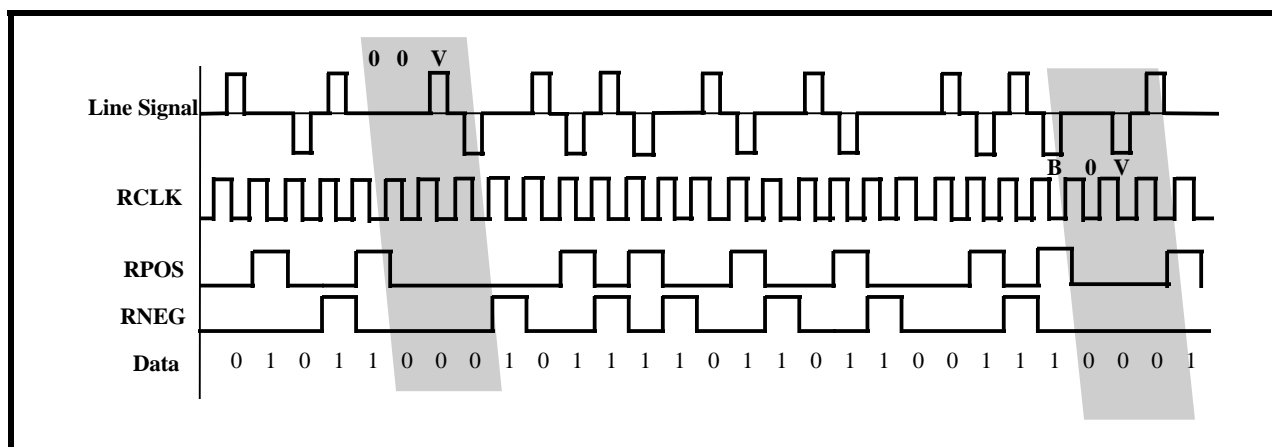 0 0 V
Line Signal
B 0 V
RCLK
RPOS
RNEG
Data 0 1 0 1 1 0 0 0 1 0 1 1 1 1 0 1 1 0 1 1 0 0 1 1 1 0 0 0 1